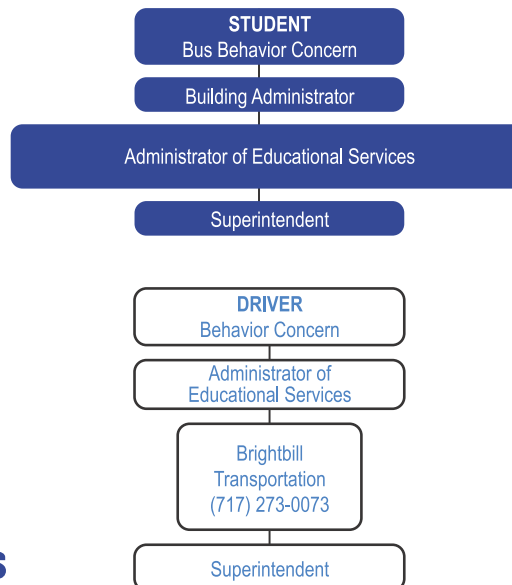 STUDENT
Bus Behavior Concern
Building Administrator
Administrator of Educational Services
Superintendent
DRIVER
Behavior Concern
Administrator of
Educational Services
Brightbill
Transportation
(717) 273-0073
Superintendent
s